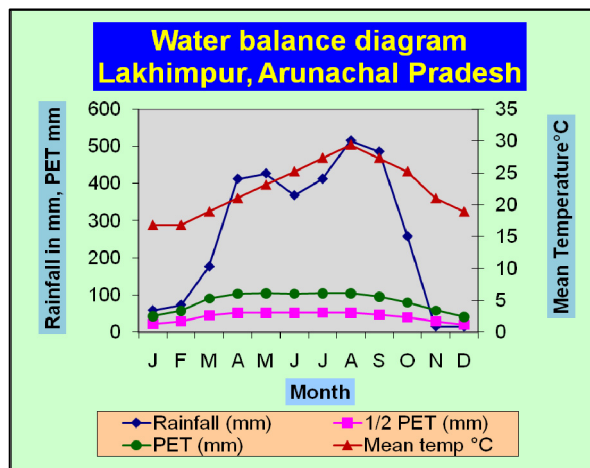 Water balance diagram
Lakhimpur, Arunachal Pradesh
Rainfall in mm, PET mm
600
500
400
300
200
100
0
35
30
25
20
15
10
5
0
Mean Temperature°C
J F M A M J J A S O N D
Month
Rainfall (mm) 1/2 PET (mm)
PET (mm) Mean temp °C